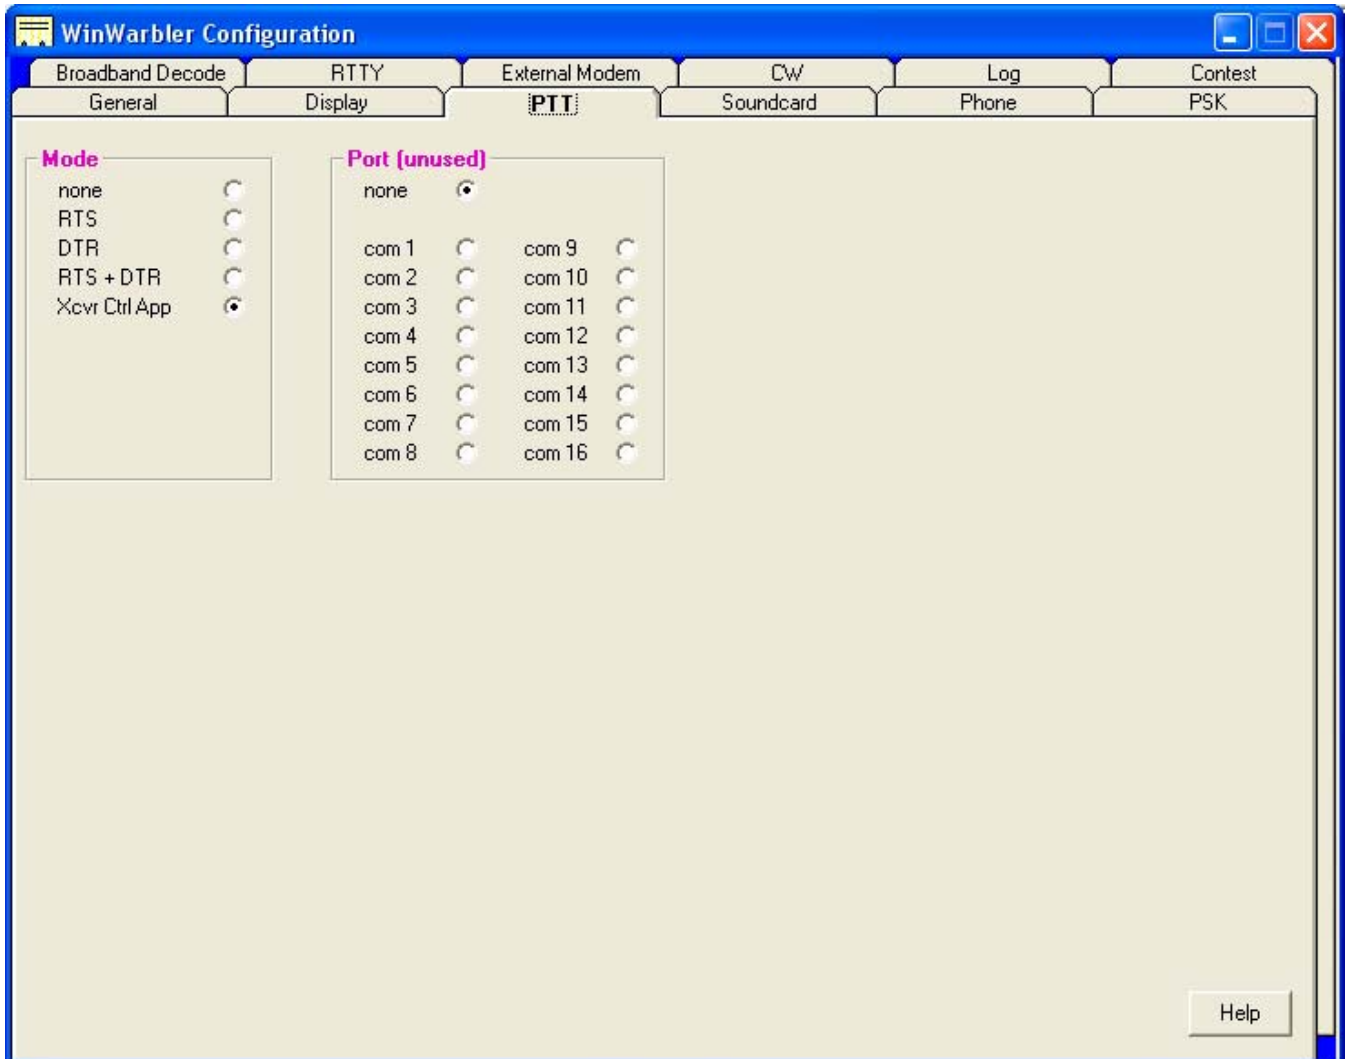 WinWarbler Configuration
Broadband Decode RTTY External Modem CW Log Contest
General Display PTT Soundcard Phone PSK
Mode
none
RTS
DTR
RTS + DTR
Xcvr Ctrl App
Port (unused)
none
com 1 com 9
com 2 com 10
com 3 com 11
com 4 com 12
com 5 com 13
com 6 com 14
com 7 com 15
com 8 com 16
Help